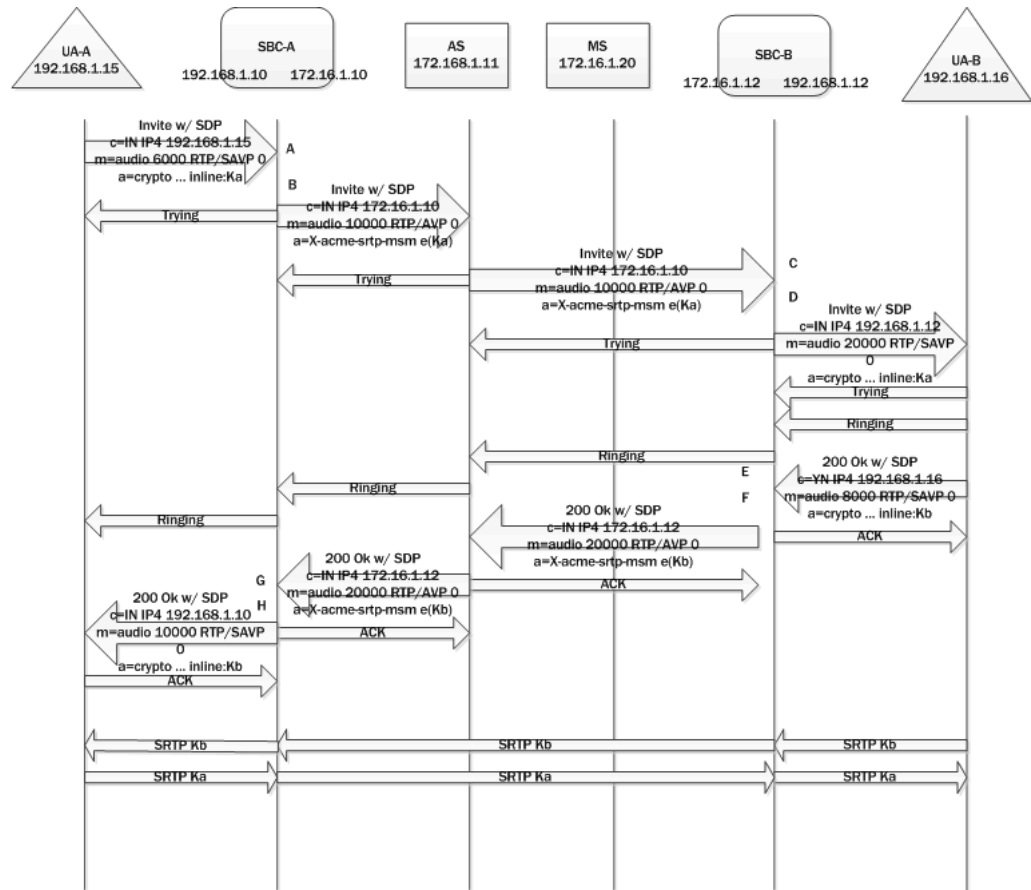 UA-A
192.168.1.15
SBC-A
192.168.1.10 172.16.1.10
AS
172.168.1.11
MS
172.16.1.20
SBC-B
172.16.1.12 192.168.1.12
UA-B
192.168.1.16
Invite w/ SDP
c=IN IP4 192.168.1.15
m=audio 6000 RTP/SAVP 0
a=crypto ... inline:Ka
A
B
Invite w/ SDP
c=IN IP4 172.16.1.10
m=audio 10000 RTP/AVP 0
a=X-acme-srtp-msm e(Ka)
Trying
Invite w/ SDP
c=IN IP4 172.16.1.10
m=audio 10000 RTP/AVP 0
a=X-acme-srtp-msm e(Ka)
C
Trying
D
Invite w/ SDP
c=IN IP4 192.168.1.12
m=audio 20000 RTP/SAVP
0
a=crypto ... inline:Ka
Trying
Trying
Ringing
Ringing
E
200 Ok w/ SDP
c=YN IP4 192.168.1.16
m=audio 8000 RTP/SAVP 0
a=crypto ... inline:Kb
Ringing
F
200 Ok w/ SDP
c=IN IP4 172.16.1.12
m=audio 20000 RTP/AVP 0
a=X-acme-srtp-msm e(Kb)
Ringing
ACK
200 Ok w/ SDP
c=IN IP4 172.16.1.12
m=audio 20000 RTP/AVP 0
a=X-acme-srtp-msm e(Kb)
G
ACK
H
200 Ok w/ SDP
c=IN IP4 192.168.1.10
m=audio 10000 RTP/SAVP
0
a=crypto ... inline:Kb
ACK
ACK
SRTP Kb
SRTP Kb
SRTP Kb
SRTP Ka
SRTP Ka
SRTP Ka